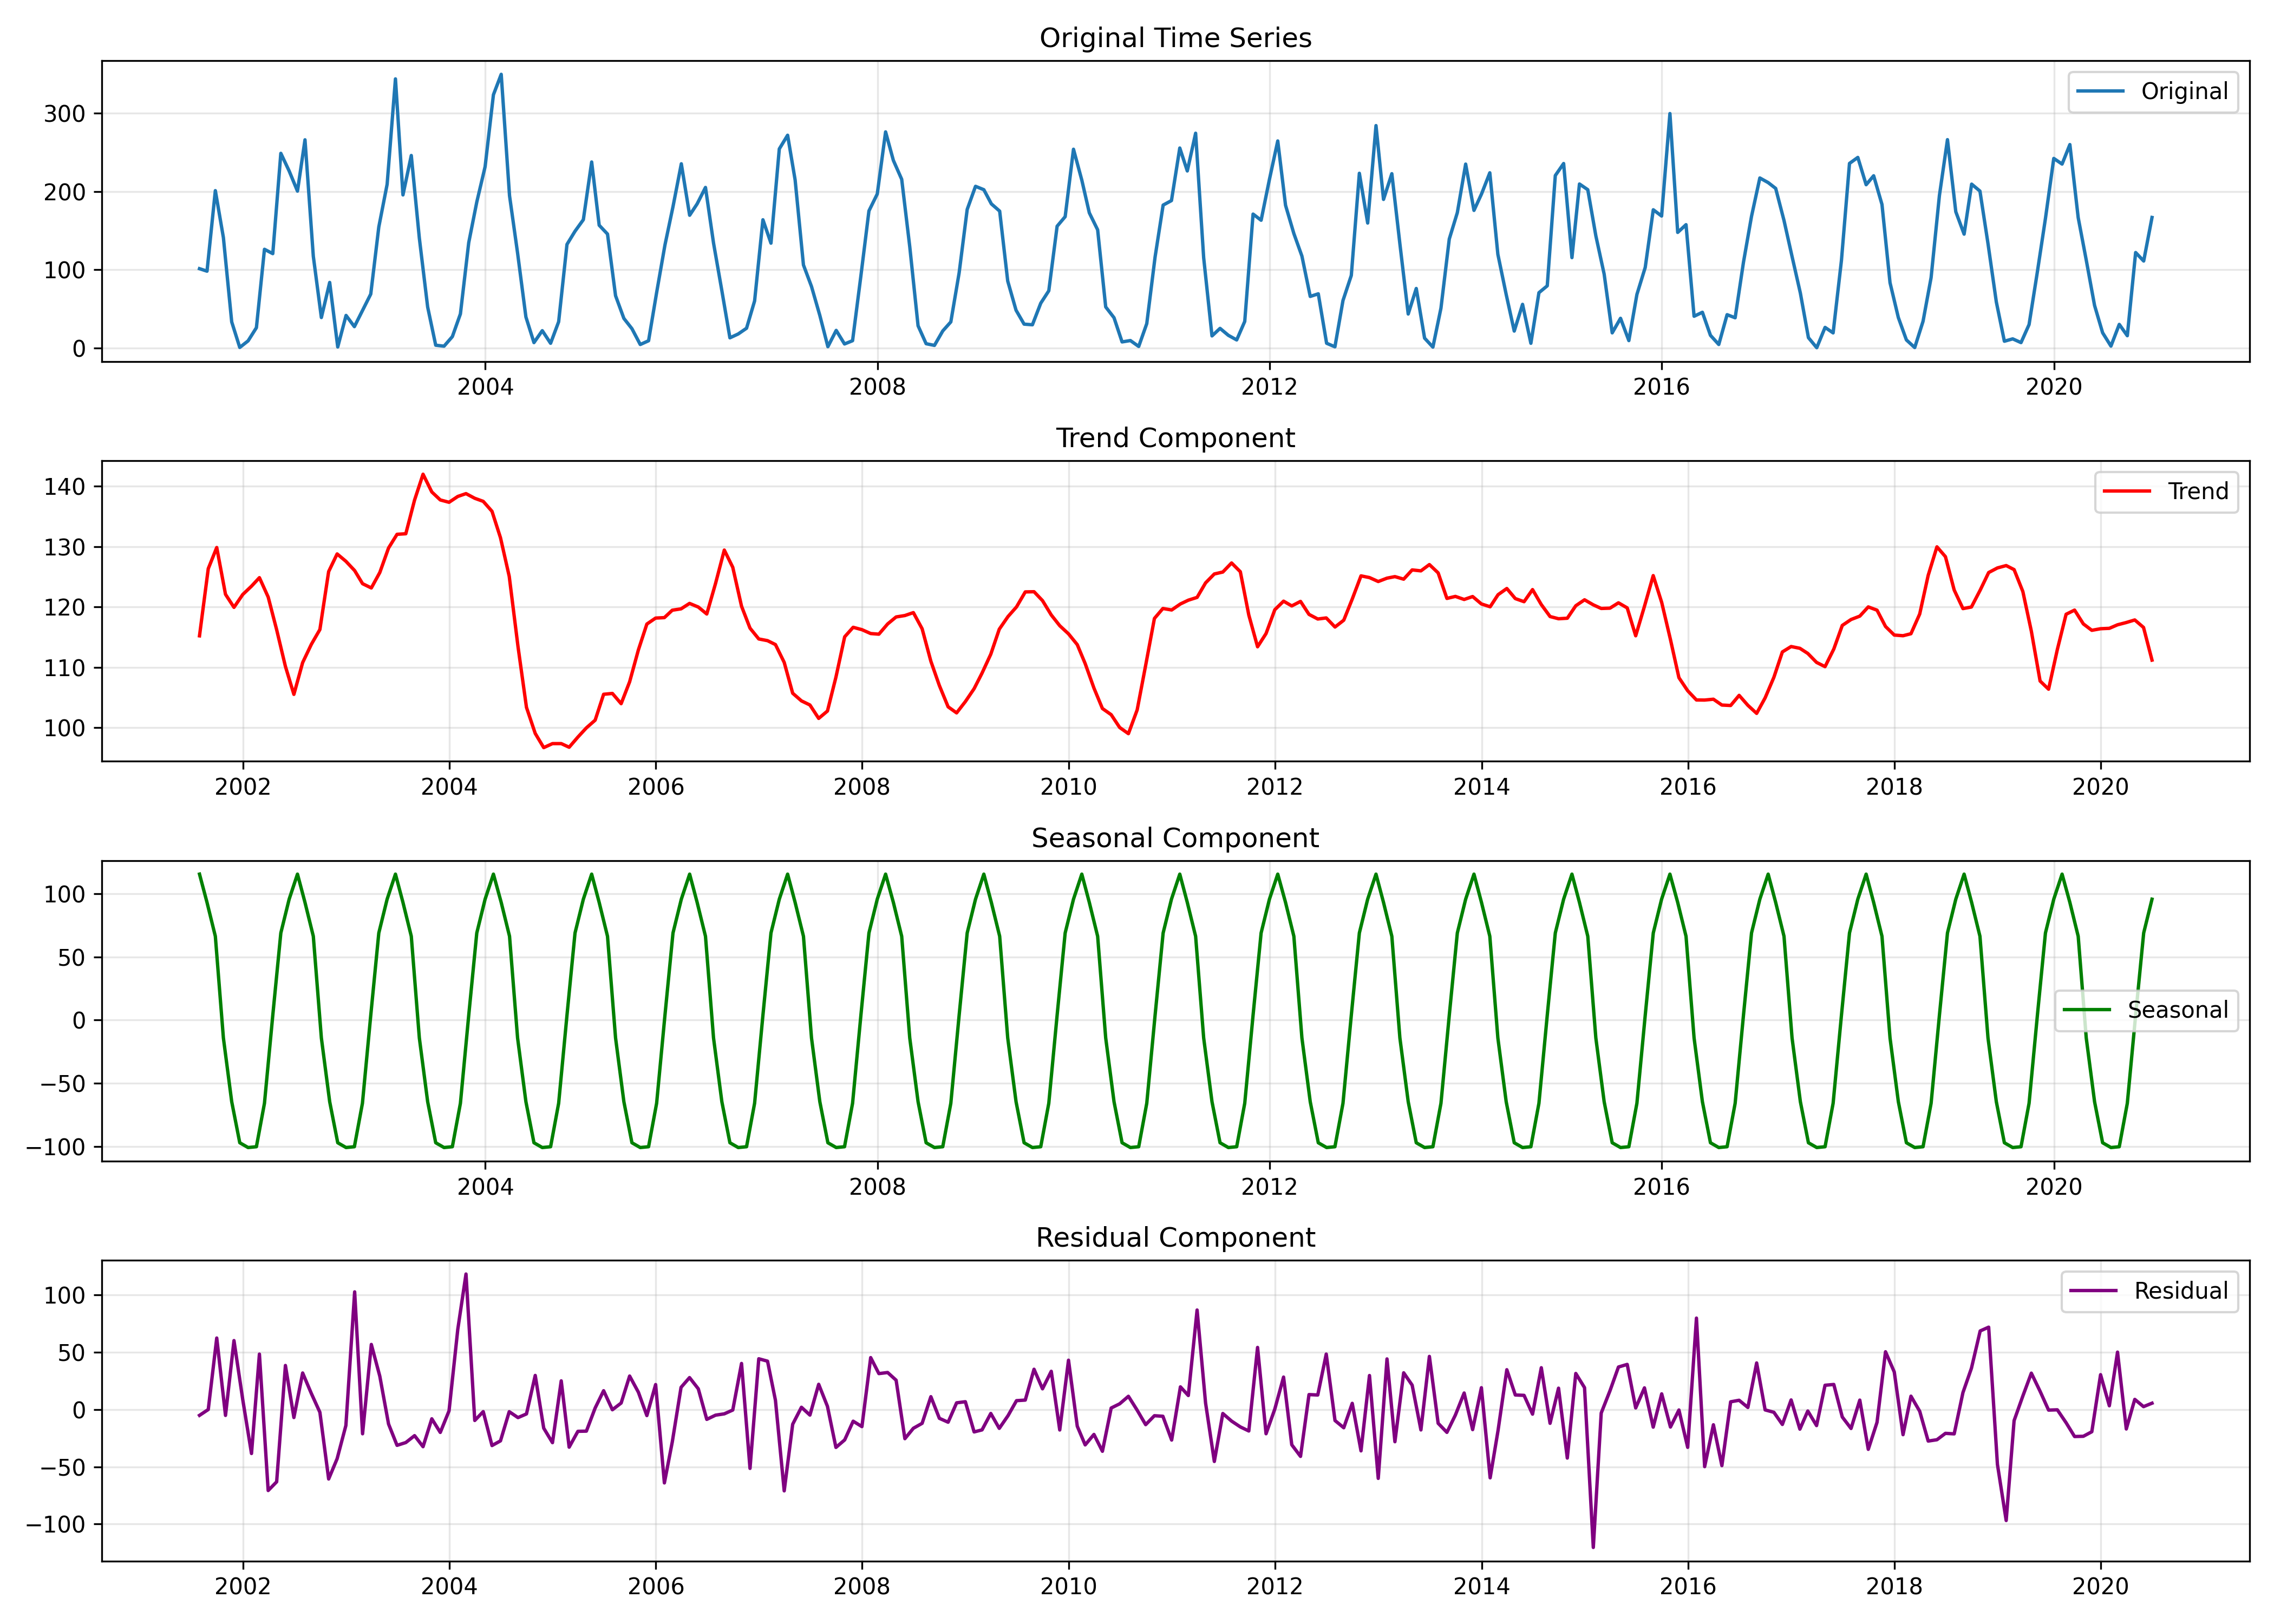 Original Time Series
Original
300
200
100
0
2004 2008 2012 2016 2020
Trend Component
Trend
140
130
120
110
100
2002 2004 2006 2008 2010 2012 2014 2016 2018 2020
Seasonal Component
100
50
Seasonal
0
−50
−100
2004 2008 2012 2016 2020
Residual Component
Residual
100
50
0
−50
−100
2002 2004 2006 2008 2010 2012 2014 2016 2018 2020